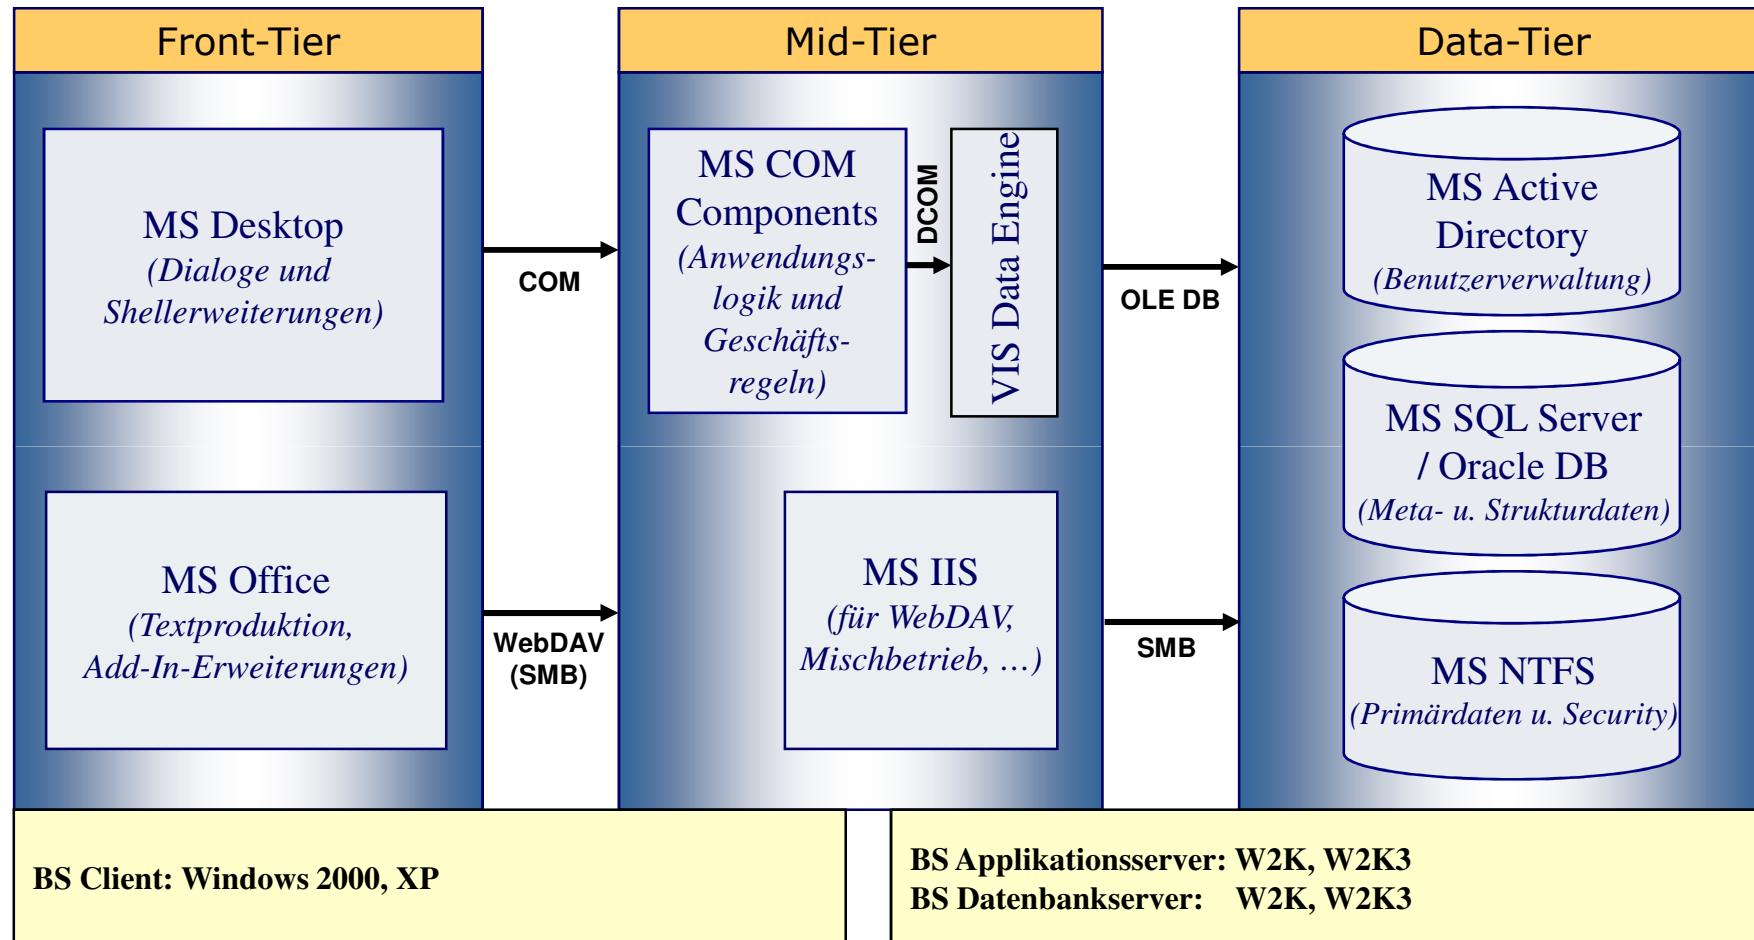 Front-Tier
MS Desktop
(Dialoge und
Shellerweiterungen)
MS Office
(Textproduktion,
Add-In-Erweiterungen)
COM
WebDAV
(SMB)
Mid-Tier
MS COM
Components
(Anwendungs-
logik und
Geschäfts-
regeln)
DCOM
VIS Data Engine
MS IIS
(für WebDAV,
Mischbetrieb, …)
OLE DB
SMB
Data-Tier
MS Active
Directory
(Benutzerverwaltung)
MS SQL Server
/ Oracle DB
(Meta- u. Strukturdaten)
MS NTFS
(Primärdaten u. Security)
BS Client: Windows 2000, XP
BS Applikationsserver: W2K, W2K3
BS Datenbankserver: W2K, W2K3